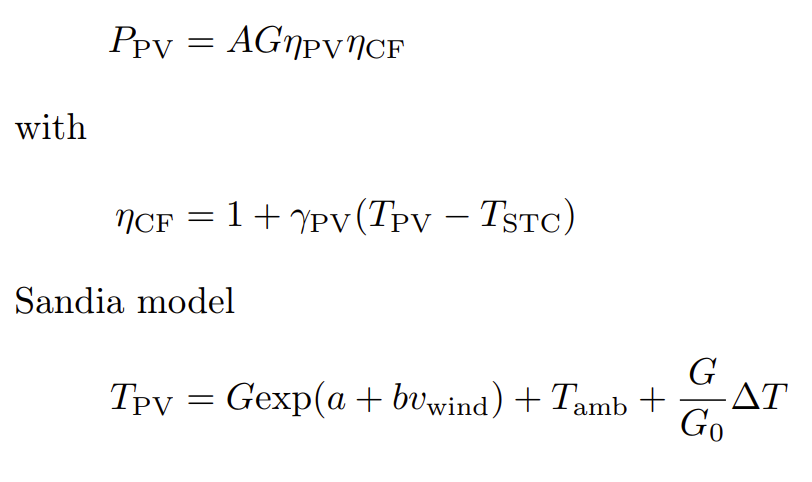 P_PV = AGη_PVη_CF
with
η_CF = 1 + γ_PV(T_PV − T_STC)
Sandia model
T_PV = Gexp(a + bv_wind) + T_amb + G/G_0 ΔT